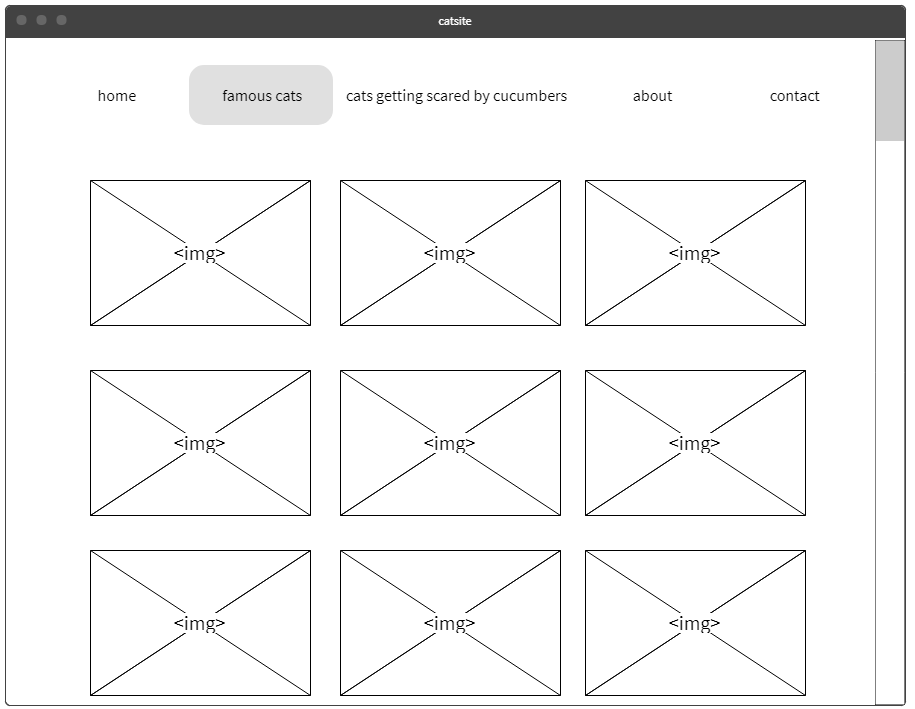 catsite
home famous cats cats getting scared by cucumbers about contact
<img> <img> <img>
<img> <img> <img>
<img> <img> <img>